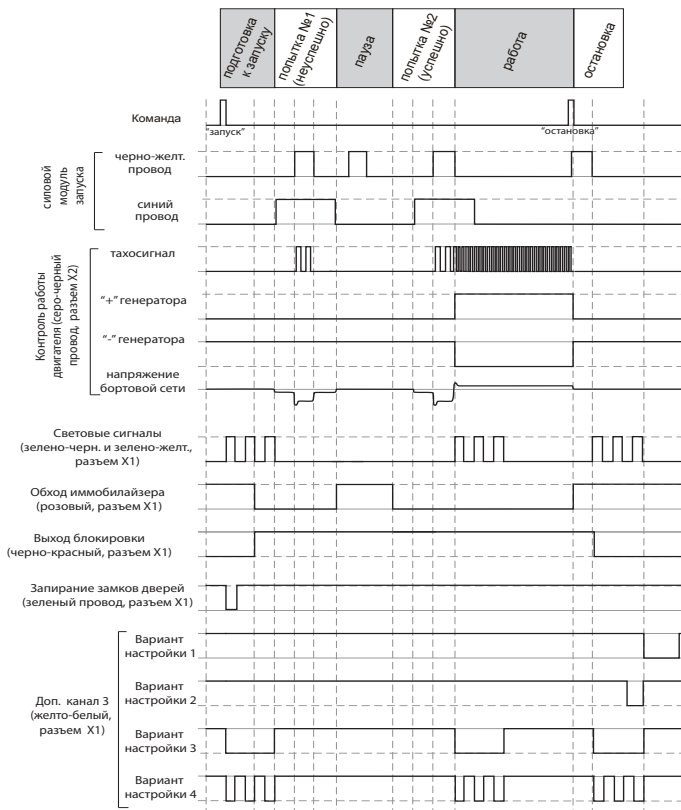 подготовка
к запуску
попытка №1
(неуспешно)
пауза
попытка №2
(успешно)
работа
остановка
Команда
"запуск"
"остановка"
силовой
модуль
запуска
черно-желт.
провод
синий
провод
Контроль работы
двигателя (серо-черный
провод, разъем X2)
тахосигнал
"+" генератора
"-" генератора
напряжение
бортовой сети
Световые сигналы
(зелено-черн. и зелено-желт.,
разъем X1)
Обход иммобилайзера
(розовый, разъем X1)
Выход блокировки
(черно-красный, разъем X1)
Запирание замков дверей
(зеленый провод, разъем X1)
Доп. канал 3
(желто-белый,
разъем X1)
Вариант
настройки 1
Вариант
настройки 2
Вариант
настройки 3
Вариант
настройки 4